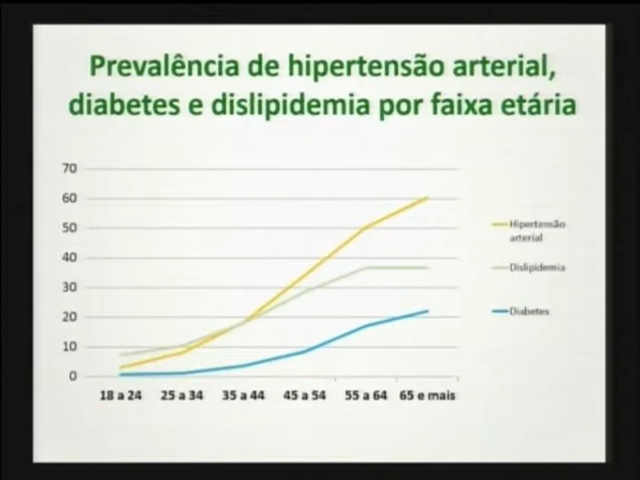 Prevalência de hipertensão arterial,
diabetes e dislipidemia por faixa etária
70
60
50
40
30
20
10
0
18 a 24 25 a 34 35 a 44 45 a 54 55 a 64 65 e mais
Hipertensão
arterial
Dislipidemia
Diabetes